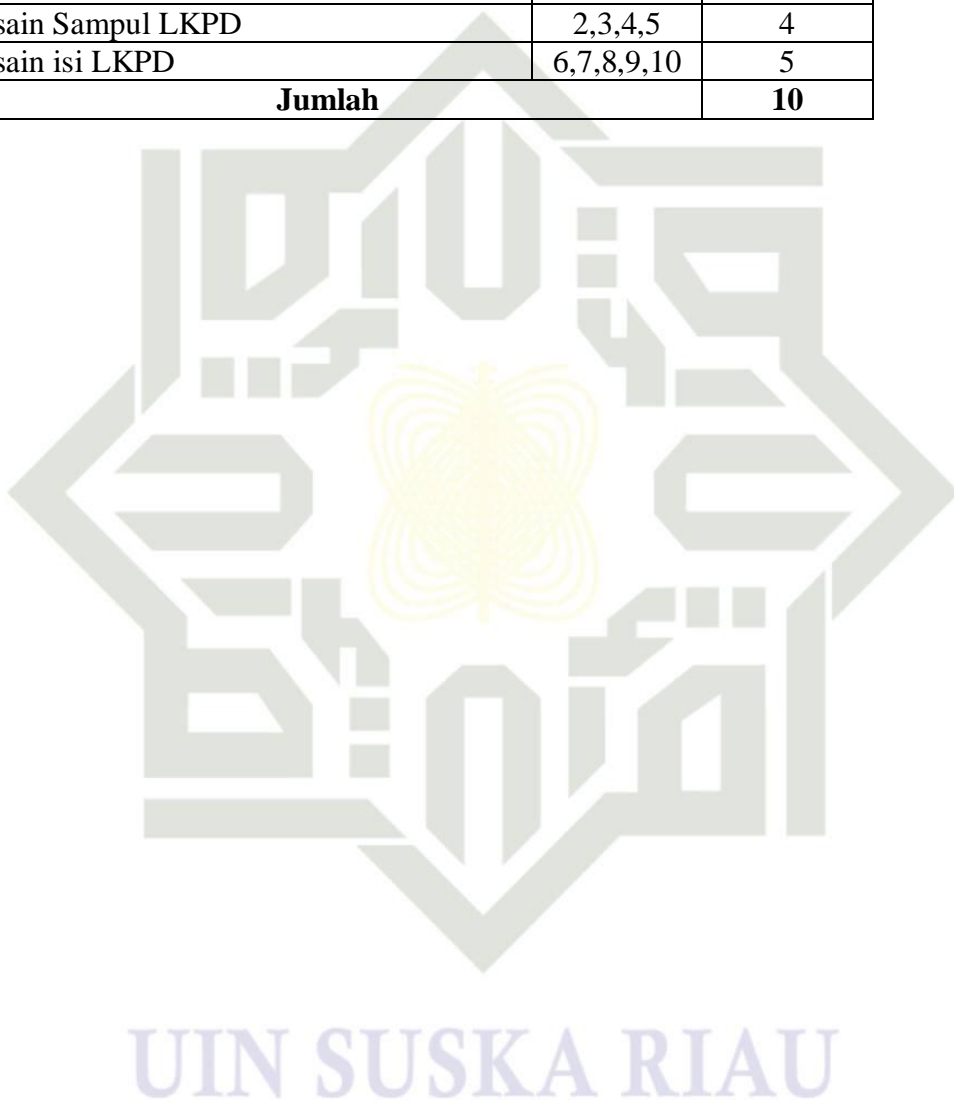 sain Sampul LKPD 2,3,4,5 4
sain isi LKPD 6,7,8,9,10 5
Jumlah 10
UIN SUSKA RIAU